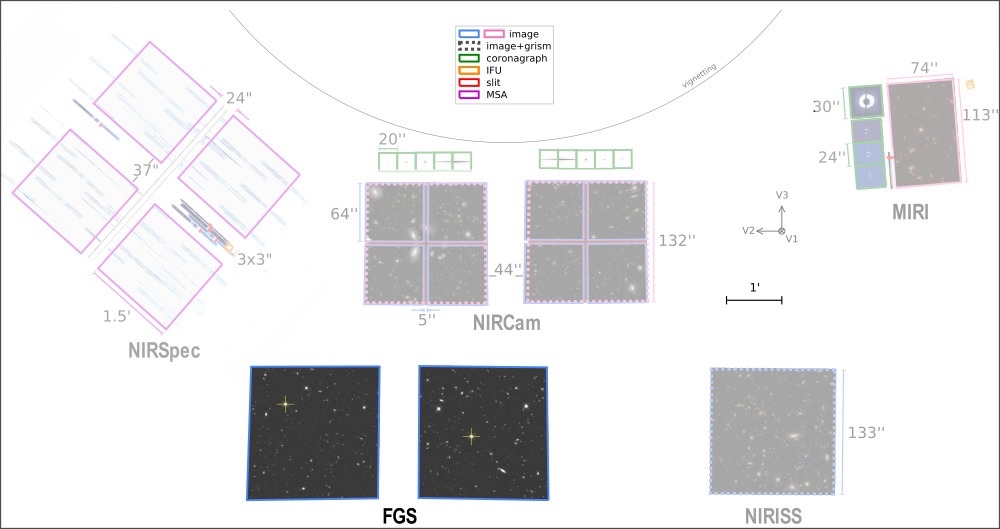 image
image+grism
coronagraph
IFU
slit
MSA
vignetting
24''
37"
3x3"
1.5'
NIRSpec
20''
64''
44''
132''
5''
NIRCam
74''
30''
113''
24''
MIRI
V3
V2
V1
1'
FGS
133''
NIRISS